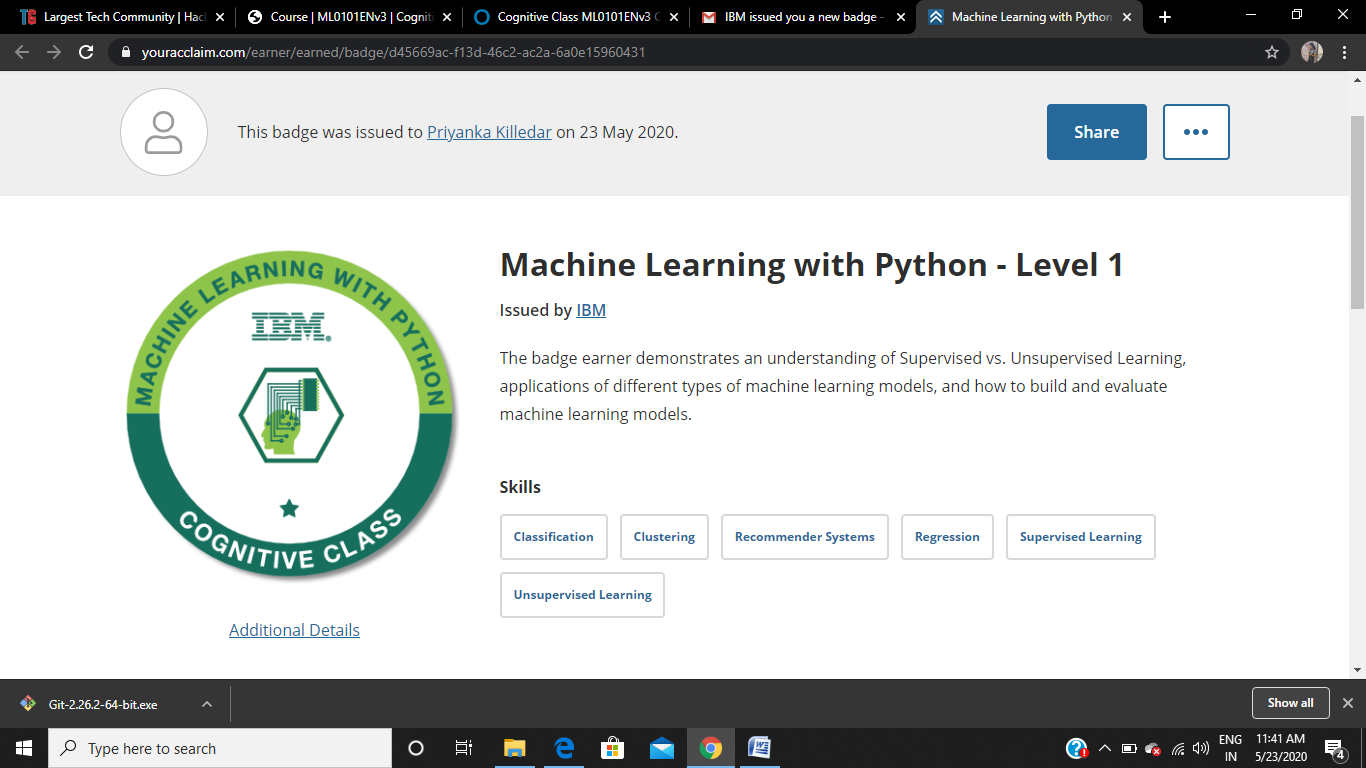 Largest Tech Community | Hac
Course | ML0101ENv3 | Cogniti
Cognitive Class ML0101ENv3 C
IBM issued you a new badge -
Machine Learning with Python
youracclaim.com/earner/earned/badge/d45669ac-f13d-46c2-ac2a-6a0e15960431
This badge was issued to Priyanka Killedar on 23 May 2020.
Share
MACHINE LEARNING WITH PYTHON
IBM
COGNITIVE CLASS
Additional Details
Machine Learning with Python - Level 1
Issued by IBM
The badge earner demonstrates an understanding of Supervised vs. Unsupervised Learning,
applications of different types of machine learning models, and how to build and evaluate
machine learning models.
Skills
Classification
Clustering
Recommender Systems
Regression
Supervised Learning
Unsupervised Learning
Git-2.26.2-64-bit.exe
Show all
Type here to search
ENG
IN
11:41 AM
5/23/2020
4